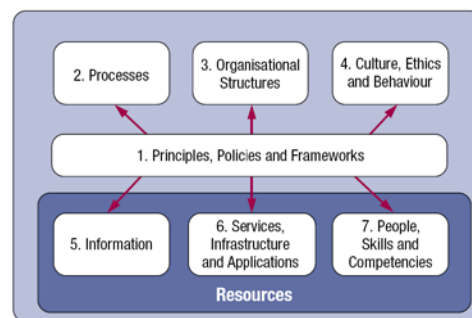 2. Processes
3. Organisational
Structures
4. Culture, Ethics
and Behaviour
1. Principles, Policies and Frameworks
5. Information
6. Services,
Infrastructure
and Applications
7. People,
Skills and
Competencies
Resources